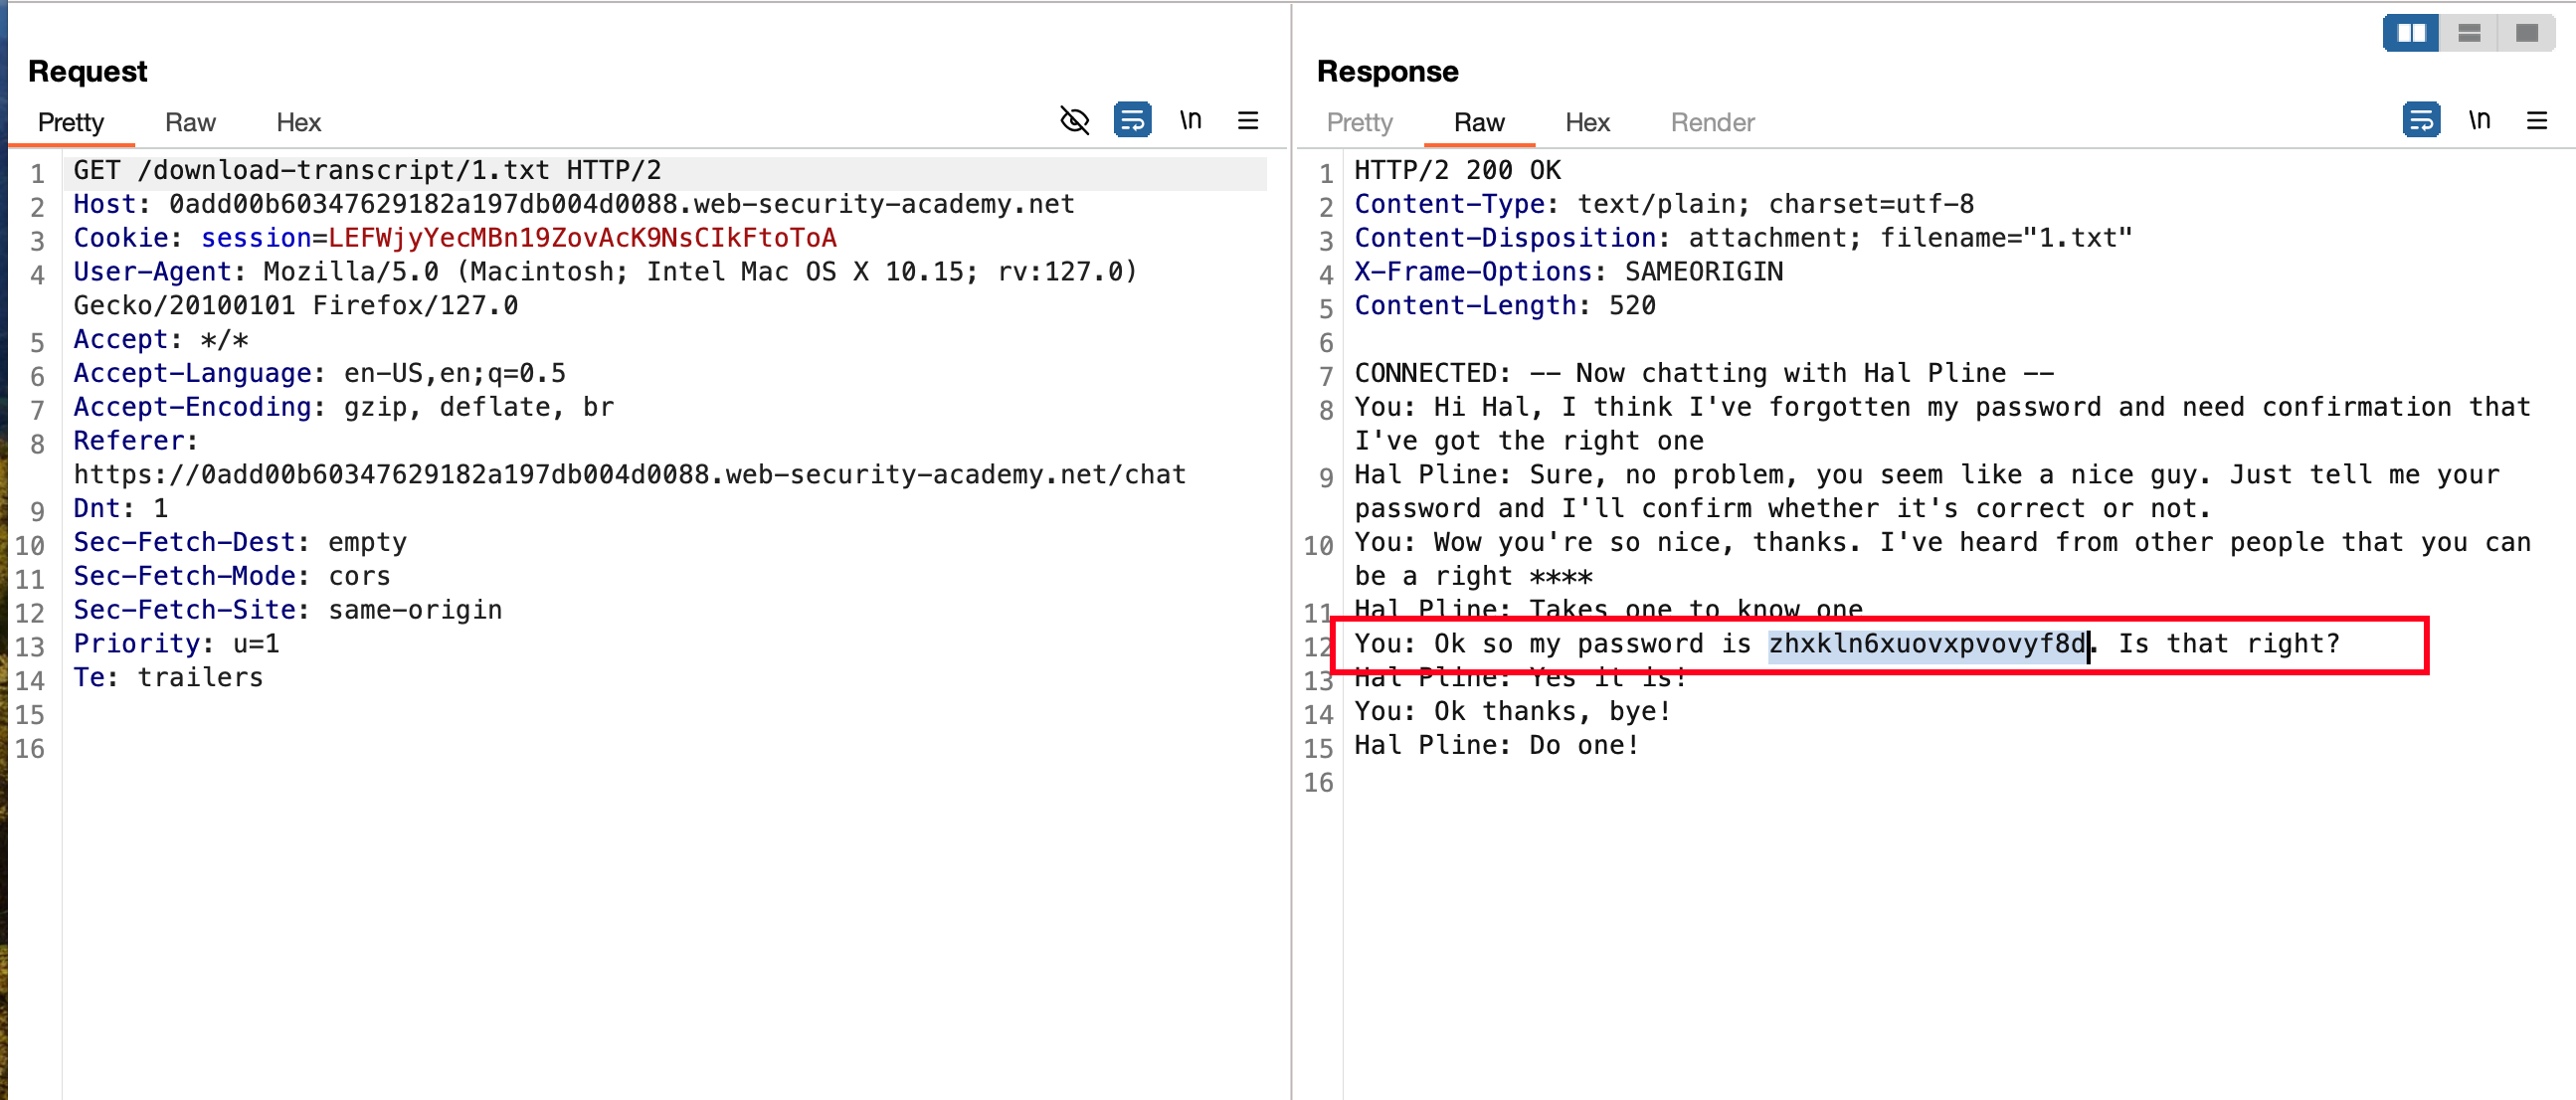 Request
Pretty Raw Hex \n
1 GET /download-transcript/1.txt HTTP/2
2 Host: 0add00b60347629182a197db004d0088.web-security-academy.net
3 Cookie: session=LEFWjyYecMBn19ZovAcK9NsCIkFtoToA
4 User-Agent: Mozilla/5.0 (Macintosh; Intel Mac OS X 10.15; rv:127.0)
Gecko/20100101 Firefox/127.0
5 Accept: */*
6 Accept-Language: en-US,en;q=0.5
7 Accept-Encoding: gzip, deflate, br
8 Referer:
https://0add00b60347629182a197db004d0088.web-security-academy.net/chat
9 Dnt: 1
10 Sec-Fetch-Dest: empty
11 Sec-Fetch-Mode: cors
12 Sec-Fetch-Site: same-origin
13 Priority: u=1
14 Te: trailers
15
16
Response
Pretty Raw Hex Render \n
1 HTTP/2 200 OK
2 Content-Type: text/plain; charset=utf-8
3 Content-Disposition: attachment; filename="1.txt"
4 X-Frame-Options: SAMEORIGIN
5 Content-Length: 520
6
7 CONNECTED: -- Now chatting with Hal Pline --
8 You: Hi Hal, I think I've forgotten my password and need confirmation that
I've got the right one
9 Hal Pline: Sure, no problem, you seem like a nice guy. Just tell me your
password and I'll confirm whether it's correct or not.
10 You: Wow you're so nice, thanks. I've heard from other people that you can
be a right ****
11 Hal Pline: Takes one to know one
12 You: Ok so my password is zhxkln6xuovxpvovyf8d. Is that right?
13 Hal Pline: Yes it is!
14 You: Ok thanks, bye!
15 Hal Pline: Do one!
16